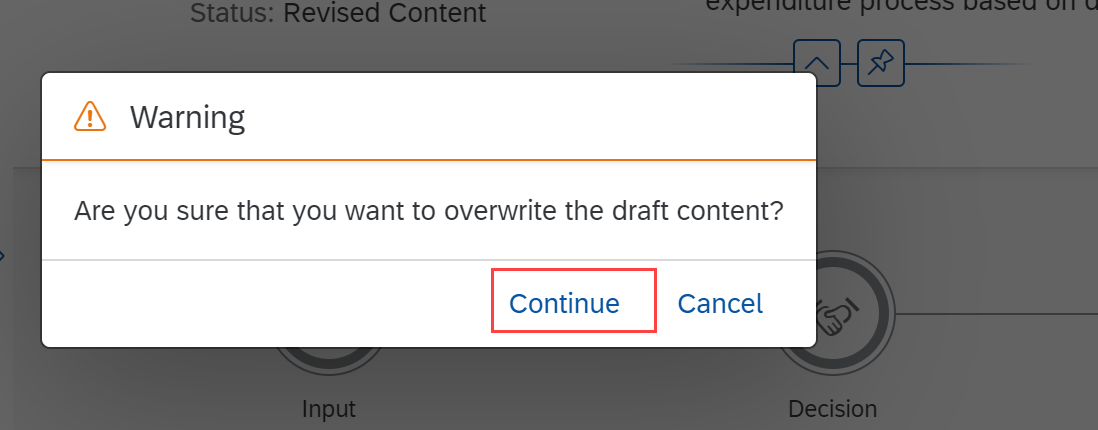 Status: Revised Content
expenditure process based on
Warning
Are you sure that you want to overwrite the draft content?
Continue Cancel
Input Decision